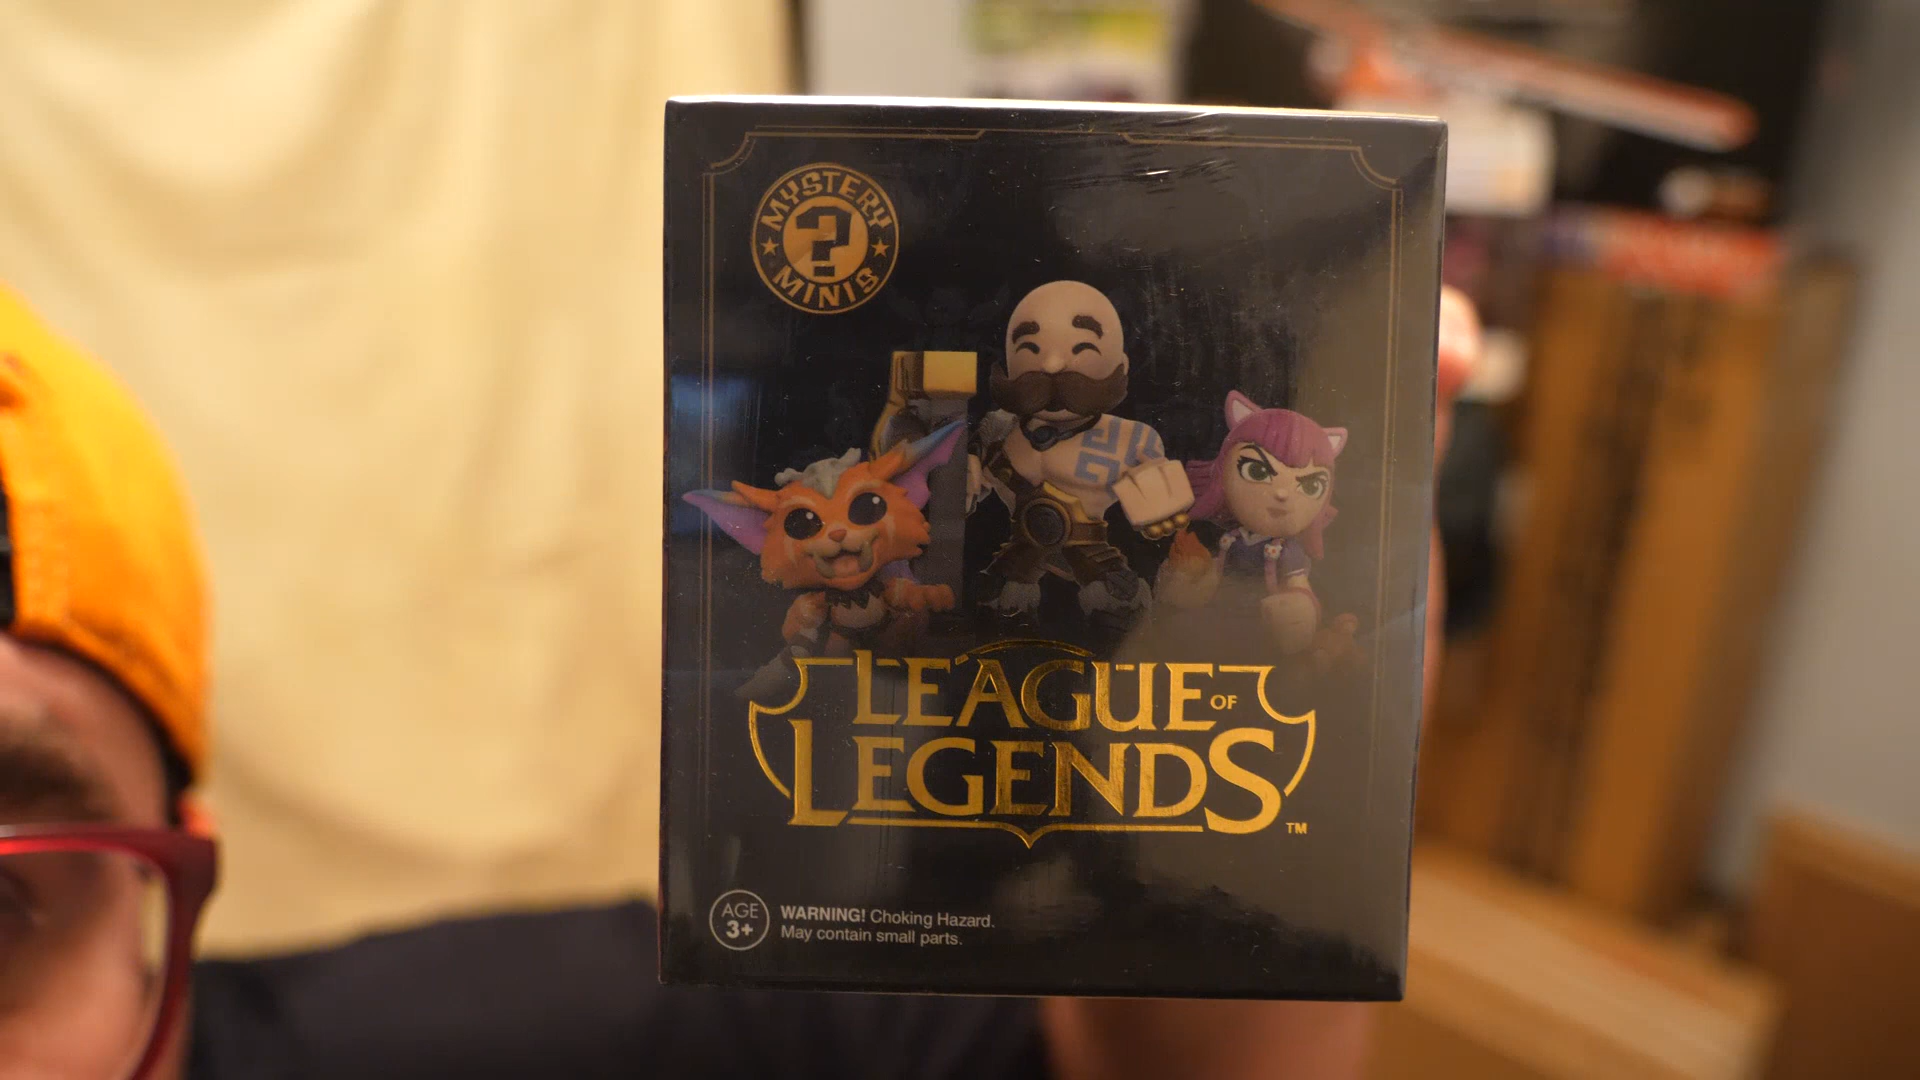 MYSTERY
?
MINIS
LEAGUE OF
LEGENDS™
AGE
3+
WARNING! Choking Hazard.
May contain small parts.